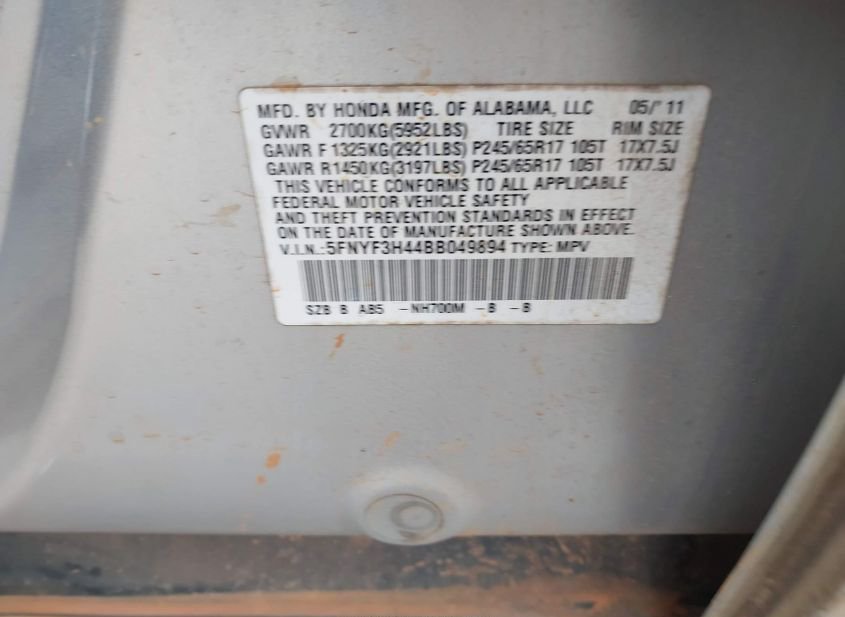 MFD. BY HONDA MFG. OF ALABAMA, LLC 05/'11
GVWR 2700KG(5952LBS) TIRE SIZE RIM SIZE
GAWR F 1325KG(2921LBS) P245/65R17 105T 17X7.5J
GAWR R1450KG(3197LBS) P245/65R17 105T 17X7.5J
THIS VEHICLE CONFORMS TO ALL APPLICABLE
FEDERAL MOTOR VEHICLE SAFETY
AND THEFT PREVENTION STANDARDS IN EFFECT
ON THE DATE OF MANUFACTURE SHOWN ABOVE.
V.I.N.:5FNYF3H44BB049894 TYPE: MPV
SZB B AB5 -NH700M -B -B